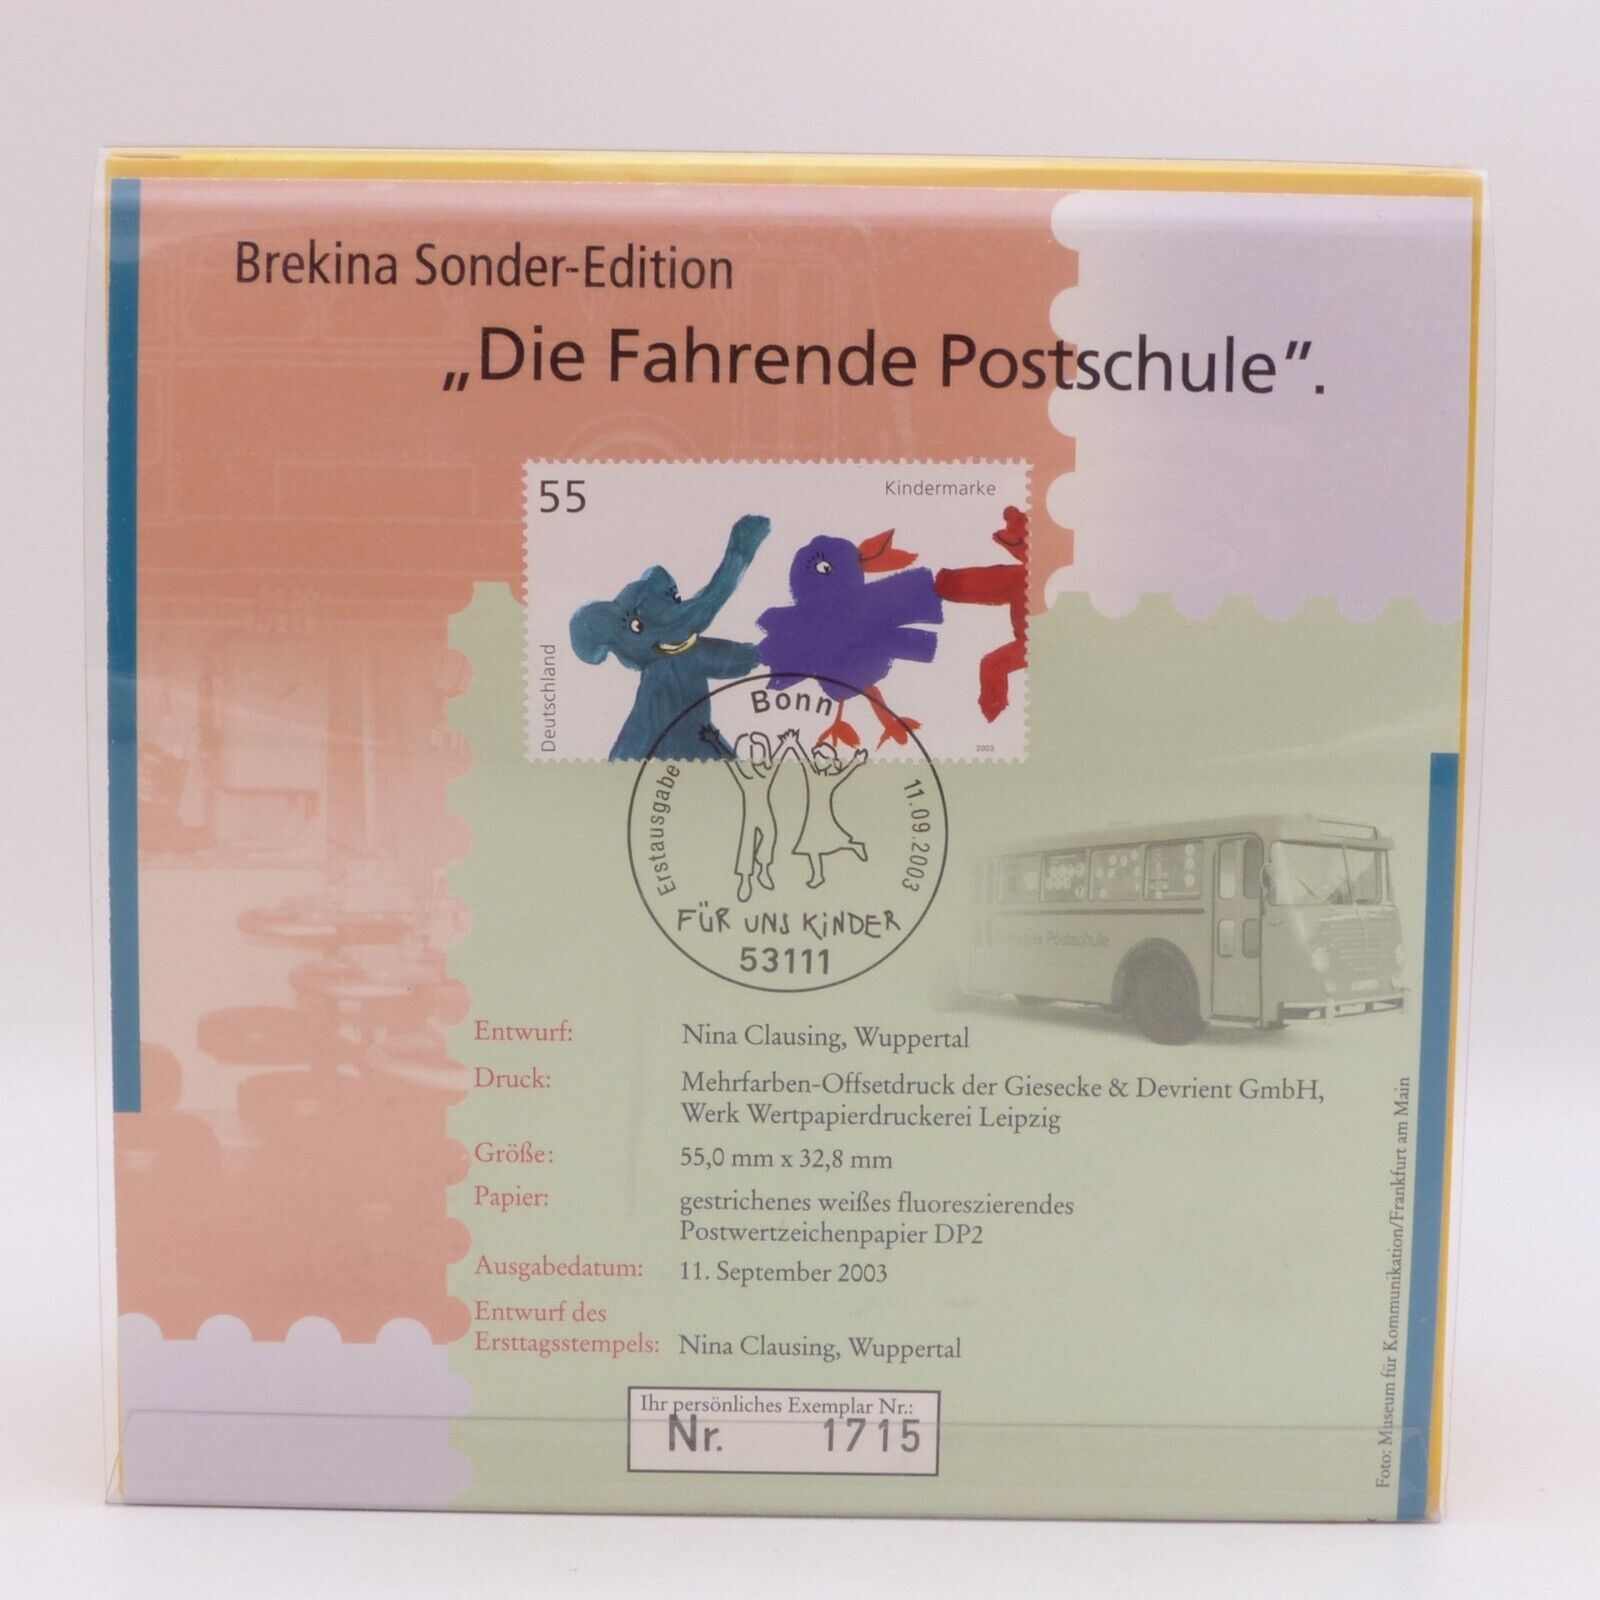 Brekina Sonder-Edition
„Die Fahrende Postschule".
55
Kindermarke
Deutschland
2003
Bonn
Erstausgabe
11.09.2003
FÜR UNS KiNDER
53111
Fahrende Postschule
Entwurf: Nina Clausing, Wuppertal
Druck: Mehrfarben-Offsetdruck der Giesecke & Devrient GmbH,
Werk Wertpapierdruckerei Leipzig
Größe: 55,0 mm x 32,8 mm
Papier: gestrichenes weißes fluoreszierendes
Postwertzeichenpapier DP2
Ausgabedatum: 11. September 2003
Entwurf des
Ersttagsstempels: Nina Clausing, Wuppertal
Ihr persönliches Exemplar Nr.:
Nr. 1715
Foto: Museum für Kommunikation/Frankfurt am Main